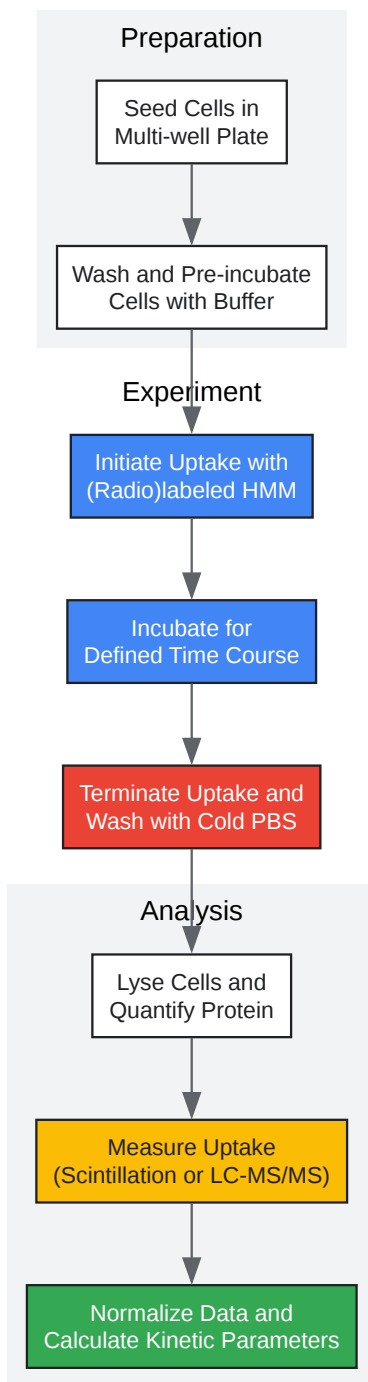 Preparation
Seed Cells in
Multi-well Plate
Wash and Pre-incubate
Cells with Buffer
Experiment
Initiate Uptake with
(Radio)labeled HMM
Incubate for
Defined Time Course
Terminate Uptake and
Wash with Cold PBS
Analysis
Lyse Cells and
Quantify Protein
Measure Uptake
(Scintillation or LC-MS/MS)
Normalize Data and
Calculate Kinetic Parameters